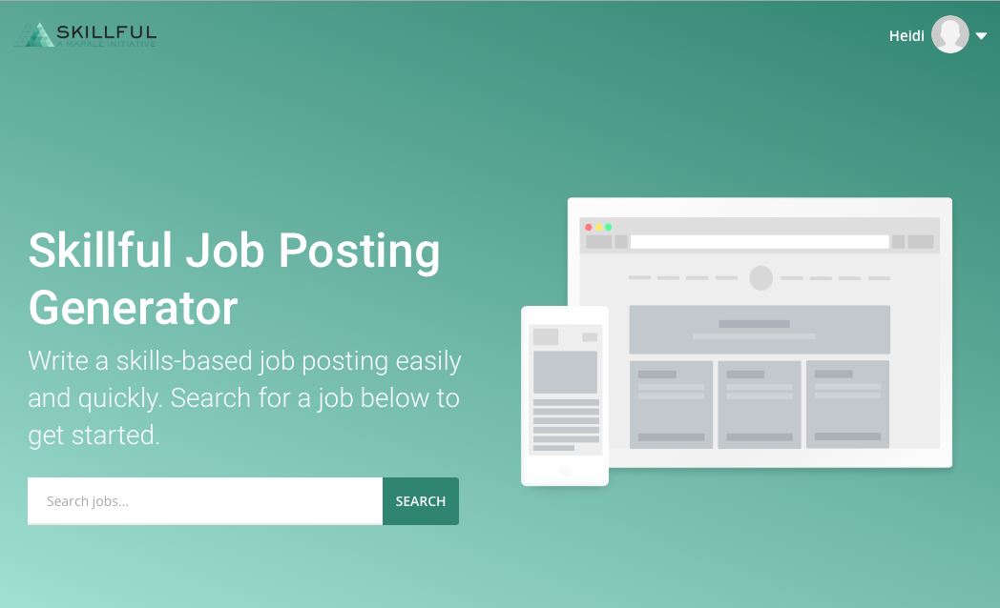 SKILLFUL
A MARKLE INITIATIVE
Heidi
Skillful Job Posting
Generator
Write a skills-based job posting easily
and quickly. Search for a job below to
get started.
Search jobs...
SEARCH